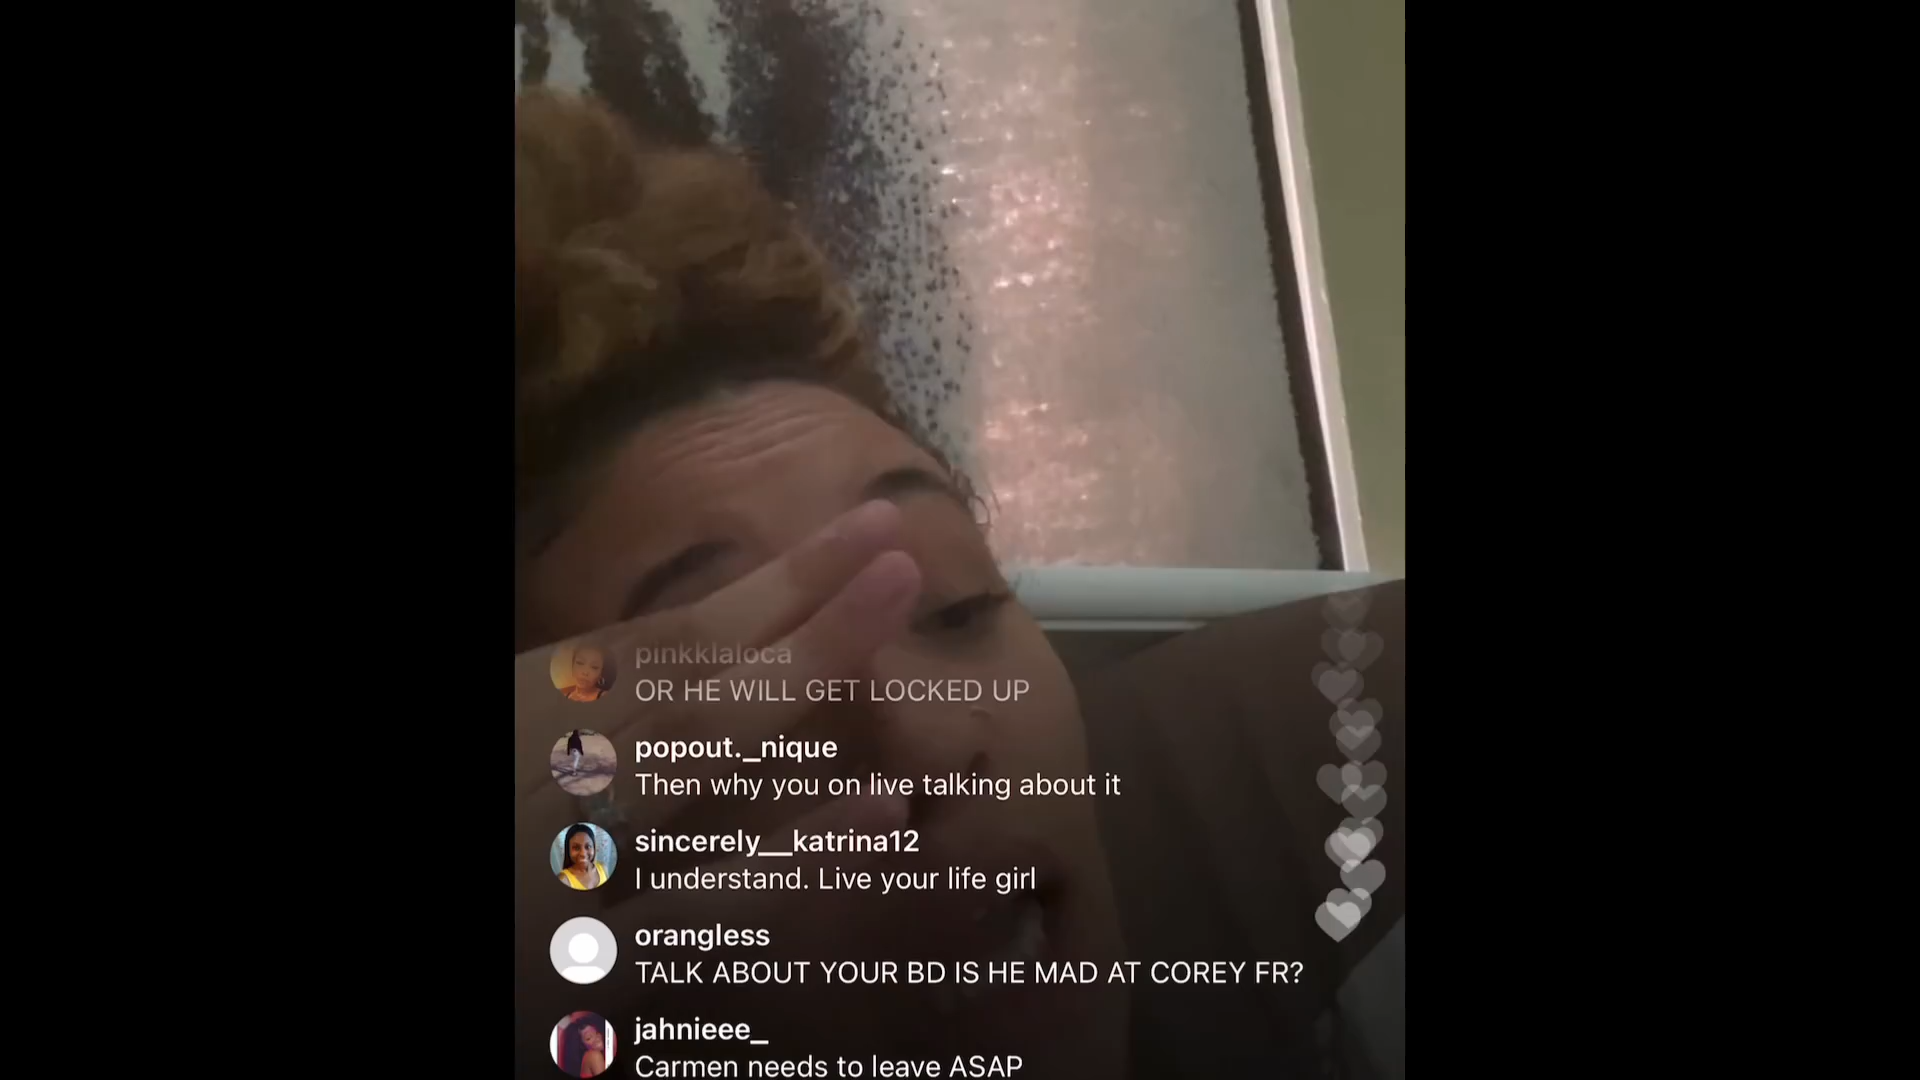 pinkklaloca
OR HE WILL GET LOCKED UP
popout._nique
Then why you on live talking about it
sincerely__katrina12
I understand. Live your life girl
orangless
TALK ABOUT YOUR BD IS HE MAD AT COREY FR?
jahnieee_
Carmen needs to leave ASAP